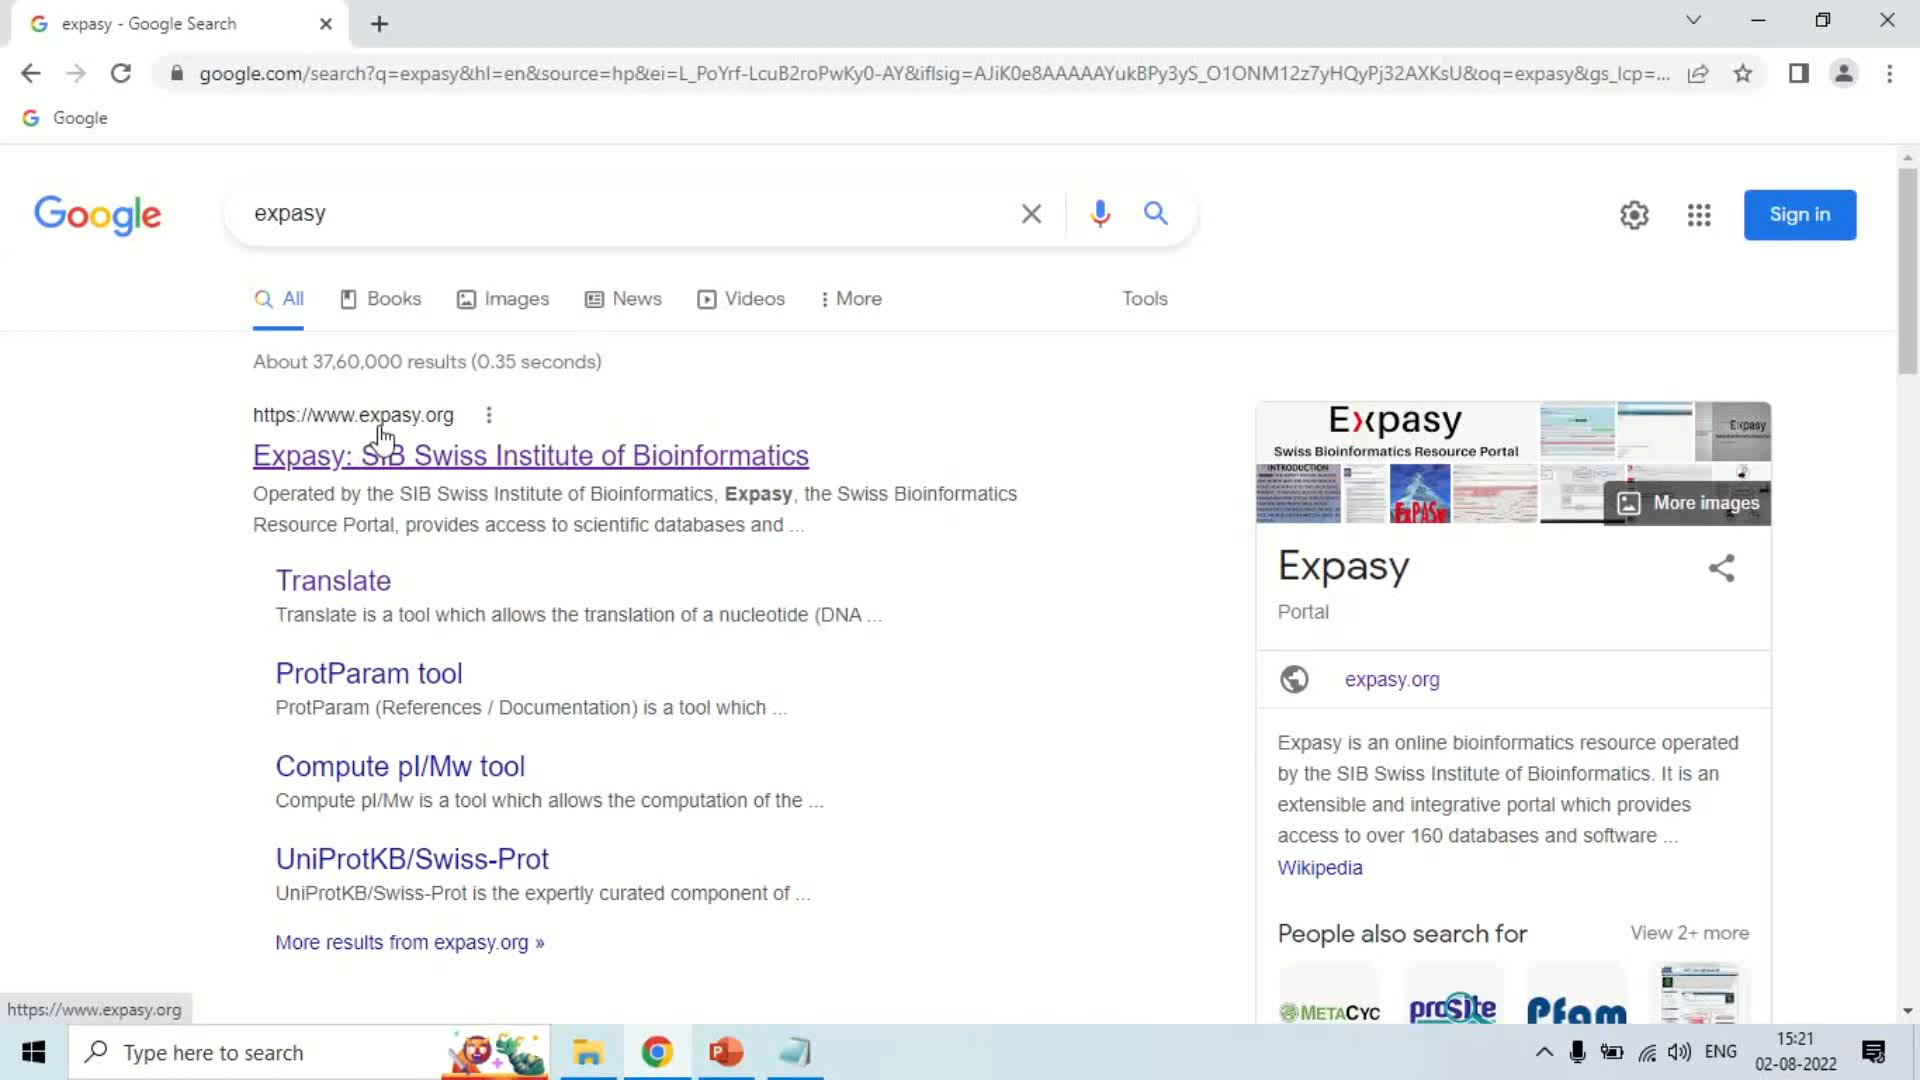 expasy - Google Search
google.com/search?q=expasy&hl=en&source=hp&ei=L_PoYrf-LcuB2roPwKy0-AY&iflsig=AJiK0e8AAAAAYukBPy3yS_O1ONM12z7yHQyPj32AXKsU&oq=expasy&gs_lcp=...
Google
Google
expasy
Sign in
All
Books
Images
News
Videos
More
Tools
About 37,60,000 results (0.35 seconds)
https://www.expasy.org
Expasy: SIB Swiss Institute of Bioinformatics
Operated by the SIB Swiss Institute of Bioinformatics, Expasy, the Swiss Bioinformatics
Resource Portal, provides access to scientific databases and ...
Translate
Translate is a tool which allows the translation of a nucleotide (DNA ...
ProtParam tool
ProtParam (References / Documentation) is a tool which ...
Compute pI/Mw tool
Compute pI/Mw is a tool which allows the computation of the ...
UniProtKB/Swiss-Prot
UniProtKB/Swiss-Prot is the expertly curated component of ...
More results from expasy.org »
Expasy
Swiss Bioinformatics Resource Portal
Expasy
INTRODUCTION
ExPASy
More images
Expasy
Portal
expasy.org
Expasy is an online bioinformatics resource operated
by the SIB Swiss Institute of Bioinformatics. It is an
extensible and integrative portal which provides
access to over 160 databases and software ...
Wikipedia
People also search for
View 2+ more
METACYC
prosite
Pfam
https://www.expasy.org
Type here to search
ENG
15:21
02-08-2022